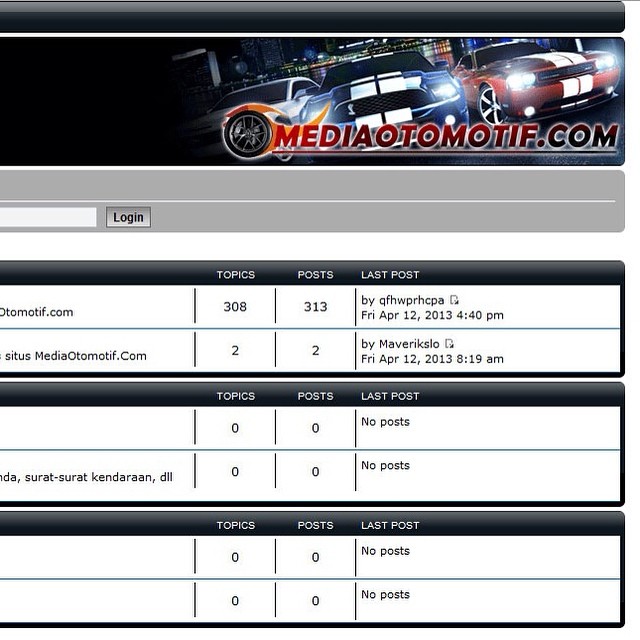 MEDIAOTOMOTIF.COM
Login
TOPICS POSTS LAST POST
Otomotif.com 308 313 by qfhwprhcpa
Fri Apr 12, 2013 4:40 pm
situs MediaOtomotif.Com 2 2 by Maverikslo
Fri Apr 12, 2013 8:19 am
TOPICS POSTS LAST POST
0 0 No posts
nda, surat-surat kendaraan, dll 0 0 No posts
TOPICS POSTS LAST POST
0 0 No posts
0 0 No posts